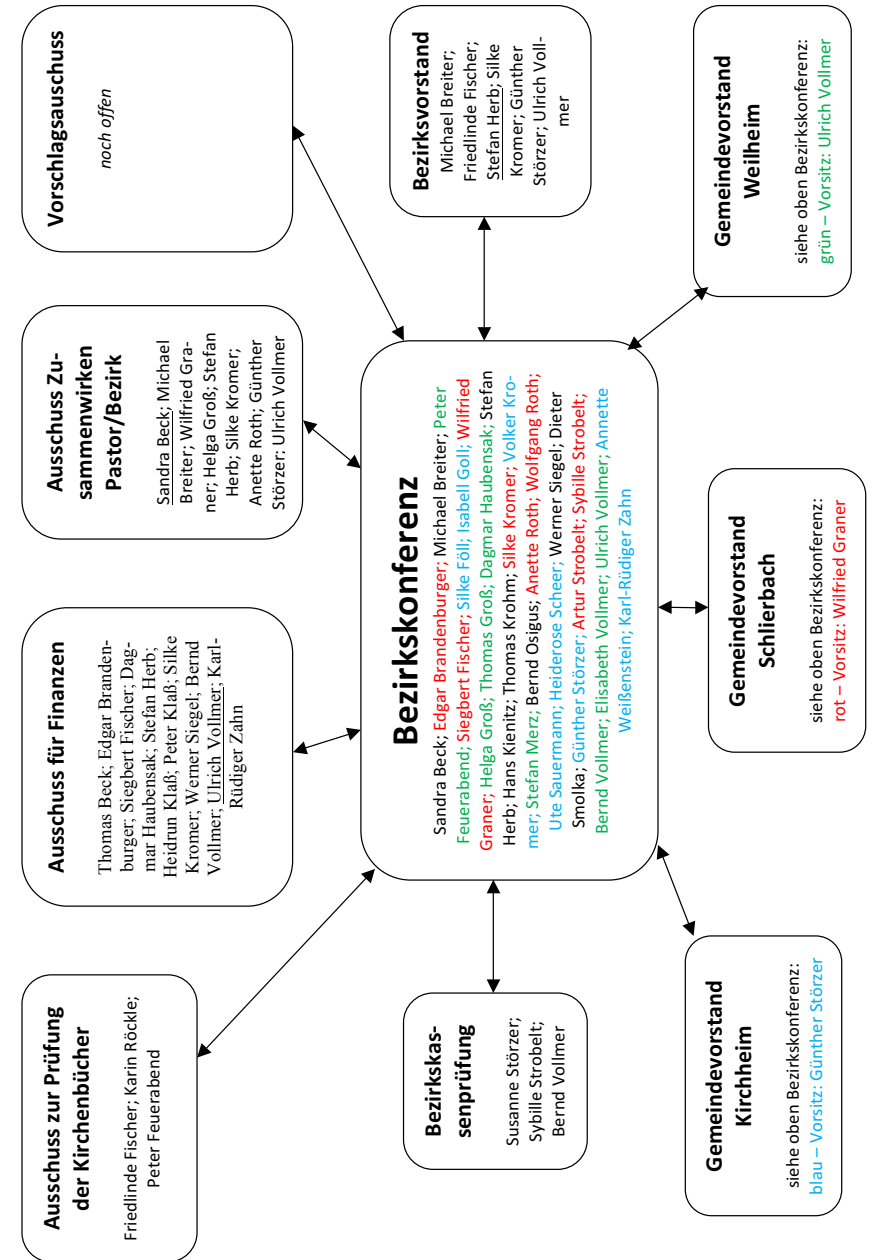 Ausschuss zur Prüfung
der Kirchenbücher
Friedlinde Fischer; Karin Röckle;
Peter Feuerabend
Ausschuss für Finanzen
Thomas Beck; Edgar Branden-
burger; Siegbert Fischer; Dag-
mar Haubensak; Stefan Herb;
Heidrun Klaß; Peter Klaß; Silke
Kromer; Werner Siegel; Bernd
Vollmer; Ulrich Vollmer; Karl-
Rüdiger Zahn
Ausschuss Zu-
sammenwirken
Pastor/Bezirk
Sandra Beck; Michael
Breiter; Wilfried Gra-
ner; Helga Groß; Stefan
Herb; Silke Kromer;
Anette Roth; Günther
Störzer; Ulrich Vollmer
Vorschlagsauschuss
noch offen
Bezirkskas-
senprüfung
Susanne Störzer;
Sybille Strobelt;
Bernd Vollmer
Bezirkskonferenz
Sandra Beck; Edgar Brandenburger; Michael Breiter; Peter
Feuerabend; Siegbert Fischer; Silke Föll; Isabell Goll; Wilfried
Graner; Helga Groß; Thomas Groß; Dagmar Haubensak; Stefan
Herb; Hans Kienitz; Thomas Krohm; Silke Kromer; Volker Kro-
mer; Stefan Merz; Bernd Osigus; Anette Roth; Wolfgang Roth;
Ute Sauermann; Heiderose Scheer; Werner Siegel; Dieter
Smolka; Günther Störzer; Artur Strobelt; Sybille Strobelt;
Bernd Vollmer; Elisabeth Vollmer; Ulrich Vollmer; Annette
Weißenstein; Karl-Rüdiger Zahn
Bezirksvorstand
Michael Breiter;
Friedlinde Fischer;
Stefan Herb; Silke
Kromer; Günther
Störzer; Ulrich Voll-
mer
Gemeindevorstand
Kirchheim
siehe oben Bezirkskonferenz:
blau – Vorsitz: Günther Störzer
Gemeindevorstand
Schlierbach
siehe oben Bezirkskonferenz:
rot – Vorsitz: Wilfried Graner
Gemeindevorstand
Weilheim
siehe oben Bezirkskonferenz:
grün – Vorsitz: Ulrich Vollmer